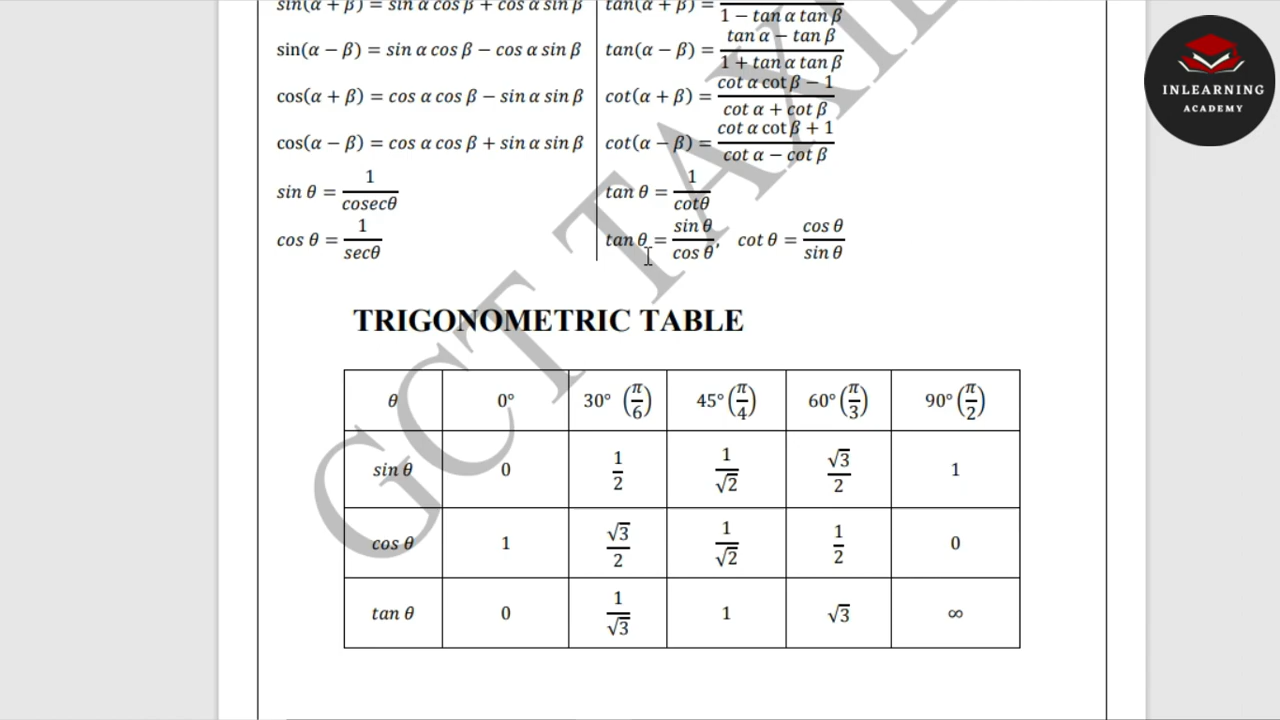 sin(α + β) = sin α cos β + cos α sin β
tan(α + β) = / 1 − tan α tan β
sin(α − β) = sin α cos β − cos α sin β
tan(α − β) = tan α − tan β / 1 + tan α tan β
cos(α + β) = cos α cos β − sin α sin β
cot(α + β) = cot α cot β − 1 / cot α + cot β
cos(α − β) = cos α cos β + sin α sin β
cot(α − β) = cot α cot β + 1 / cot α − cot β
sin θ = 1 / cosecθ
tan θ = 1 / cotθ
cos θ = 1 / secθ
tan θ = sin θ / cos θ, cot θ = cos θ / sin θ
TRIGONOMETRIC TABLE
θ 0° 30° (π/6) 45° (π/4) 60° (π/3) 90° (π/2)
sin θ 0 1/2 1/√2 √3/2 1
cos θ 1 √3/2 1/√2 1/2 0
tan θ 0 1/√3 1 √3 ∞
GCT TAXI
INLEARNING
ACADEMY